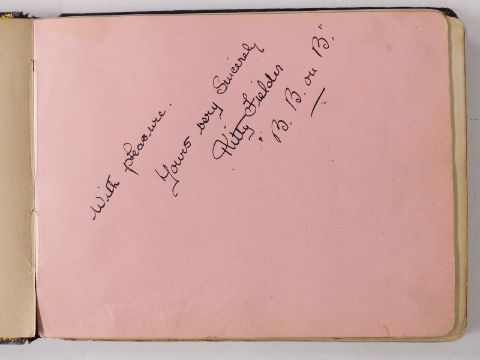 With pleasure.
Yours very Sincerely
Kitty Fielder
"B. B. on B."